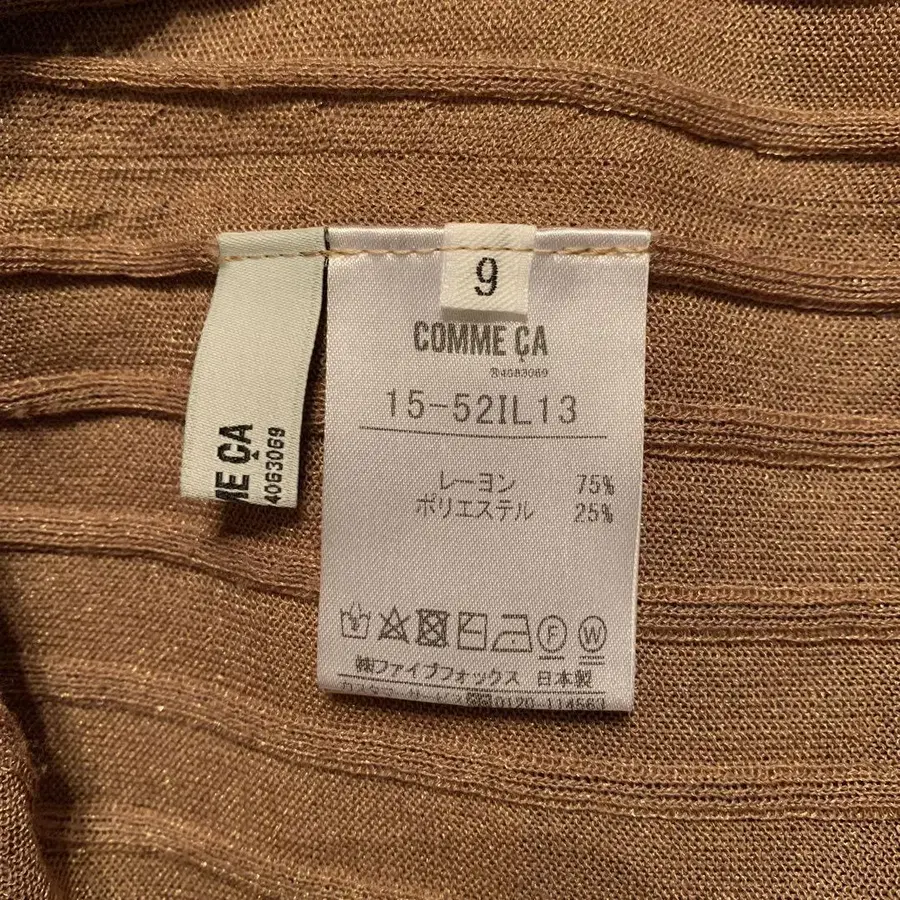 9
COMME ÇA
ME ÇA
4063069
15-52IL13
レーヨン 75%
ポリエステル 25%
F W
㈱ファイブフォックス 日本製
0120 114563